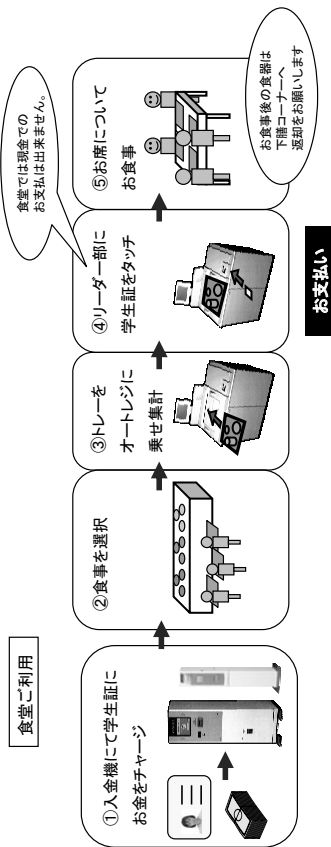 食堂ご利用
①入金機にて学生証に
お金をチャージ
②食事を選択
③トレーを
オートレジに
乗せ集計
④リーダー部に
学生証をタッチ
食堂では現金での
お支払は出来ません。
お支払い
⑤お席について
お食事
お食事後の食器は
下膳コーナーへ
返却をお願いします